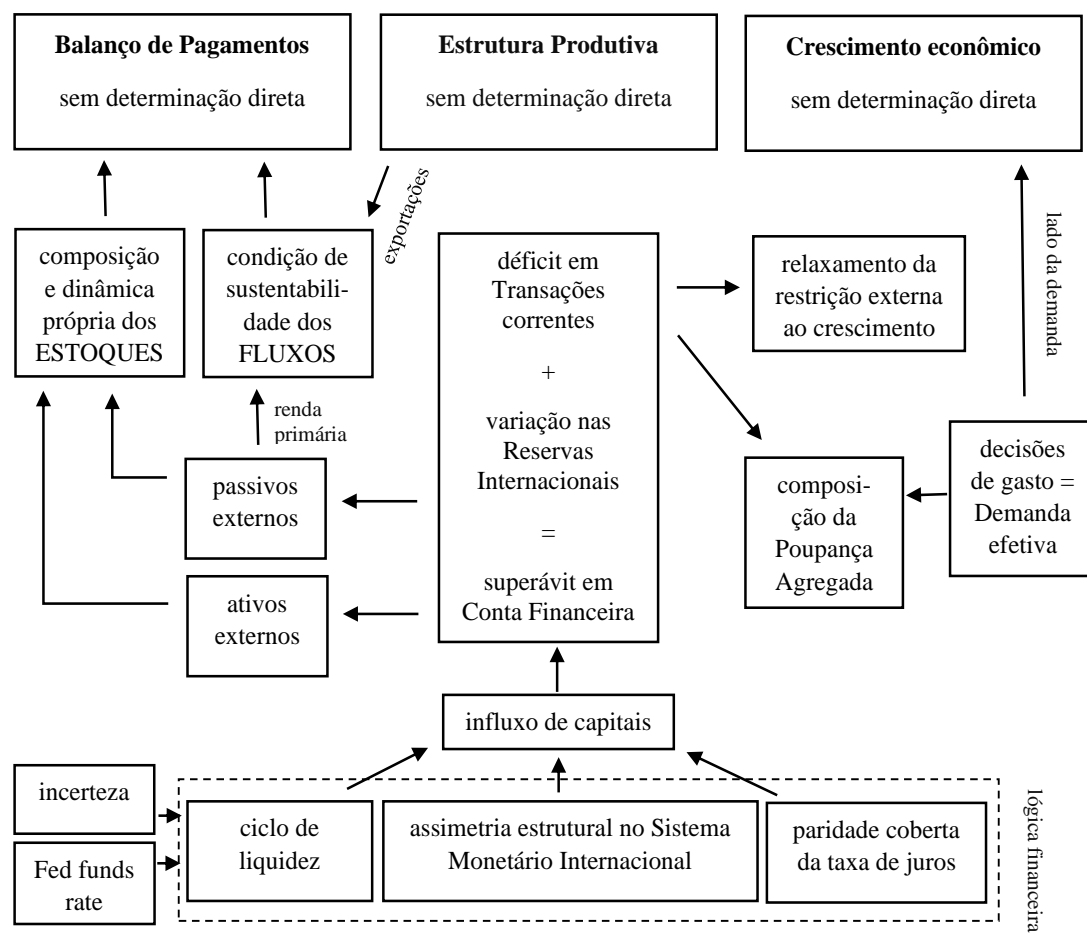 Balanço de Pagamentos
sem determinação direta
Estrutura Produtiva
sem determinação direta
Crescimento econômico
sem determinação direta
exportações
lado da demanda
composição
e dinâmica
própria dos
ESTOQUES
condição de
sustentabili-
dade dos
FLUXOS
déficit em
Transações
correntes
+
variação nas
Reservas
Internacionais
=
superávit em
Conta Financeira
relaxamento da
restrição externa
ao crescimento
renda
primária
passivos
externos
ativos
externos
composi-
ção da
Poupança
Agregada
decisões
de gasto =
Demanda
efetiva
influxo de capitais
incerteza
Fed funds
rate
ciclo de
liquidez
assimetria estrutural no Sistema
Monetário Internacional
paridade coberta
da taxa de juros
lógica financeira